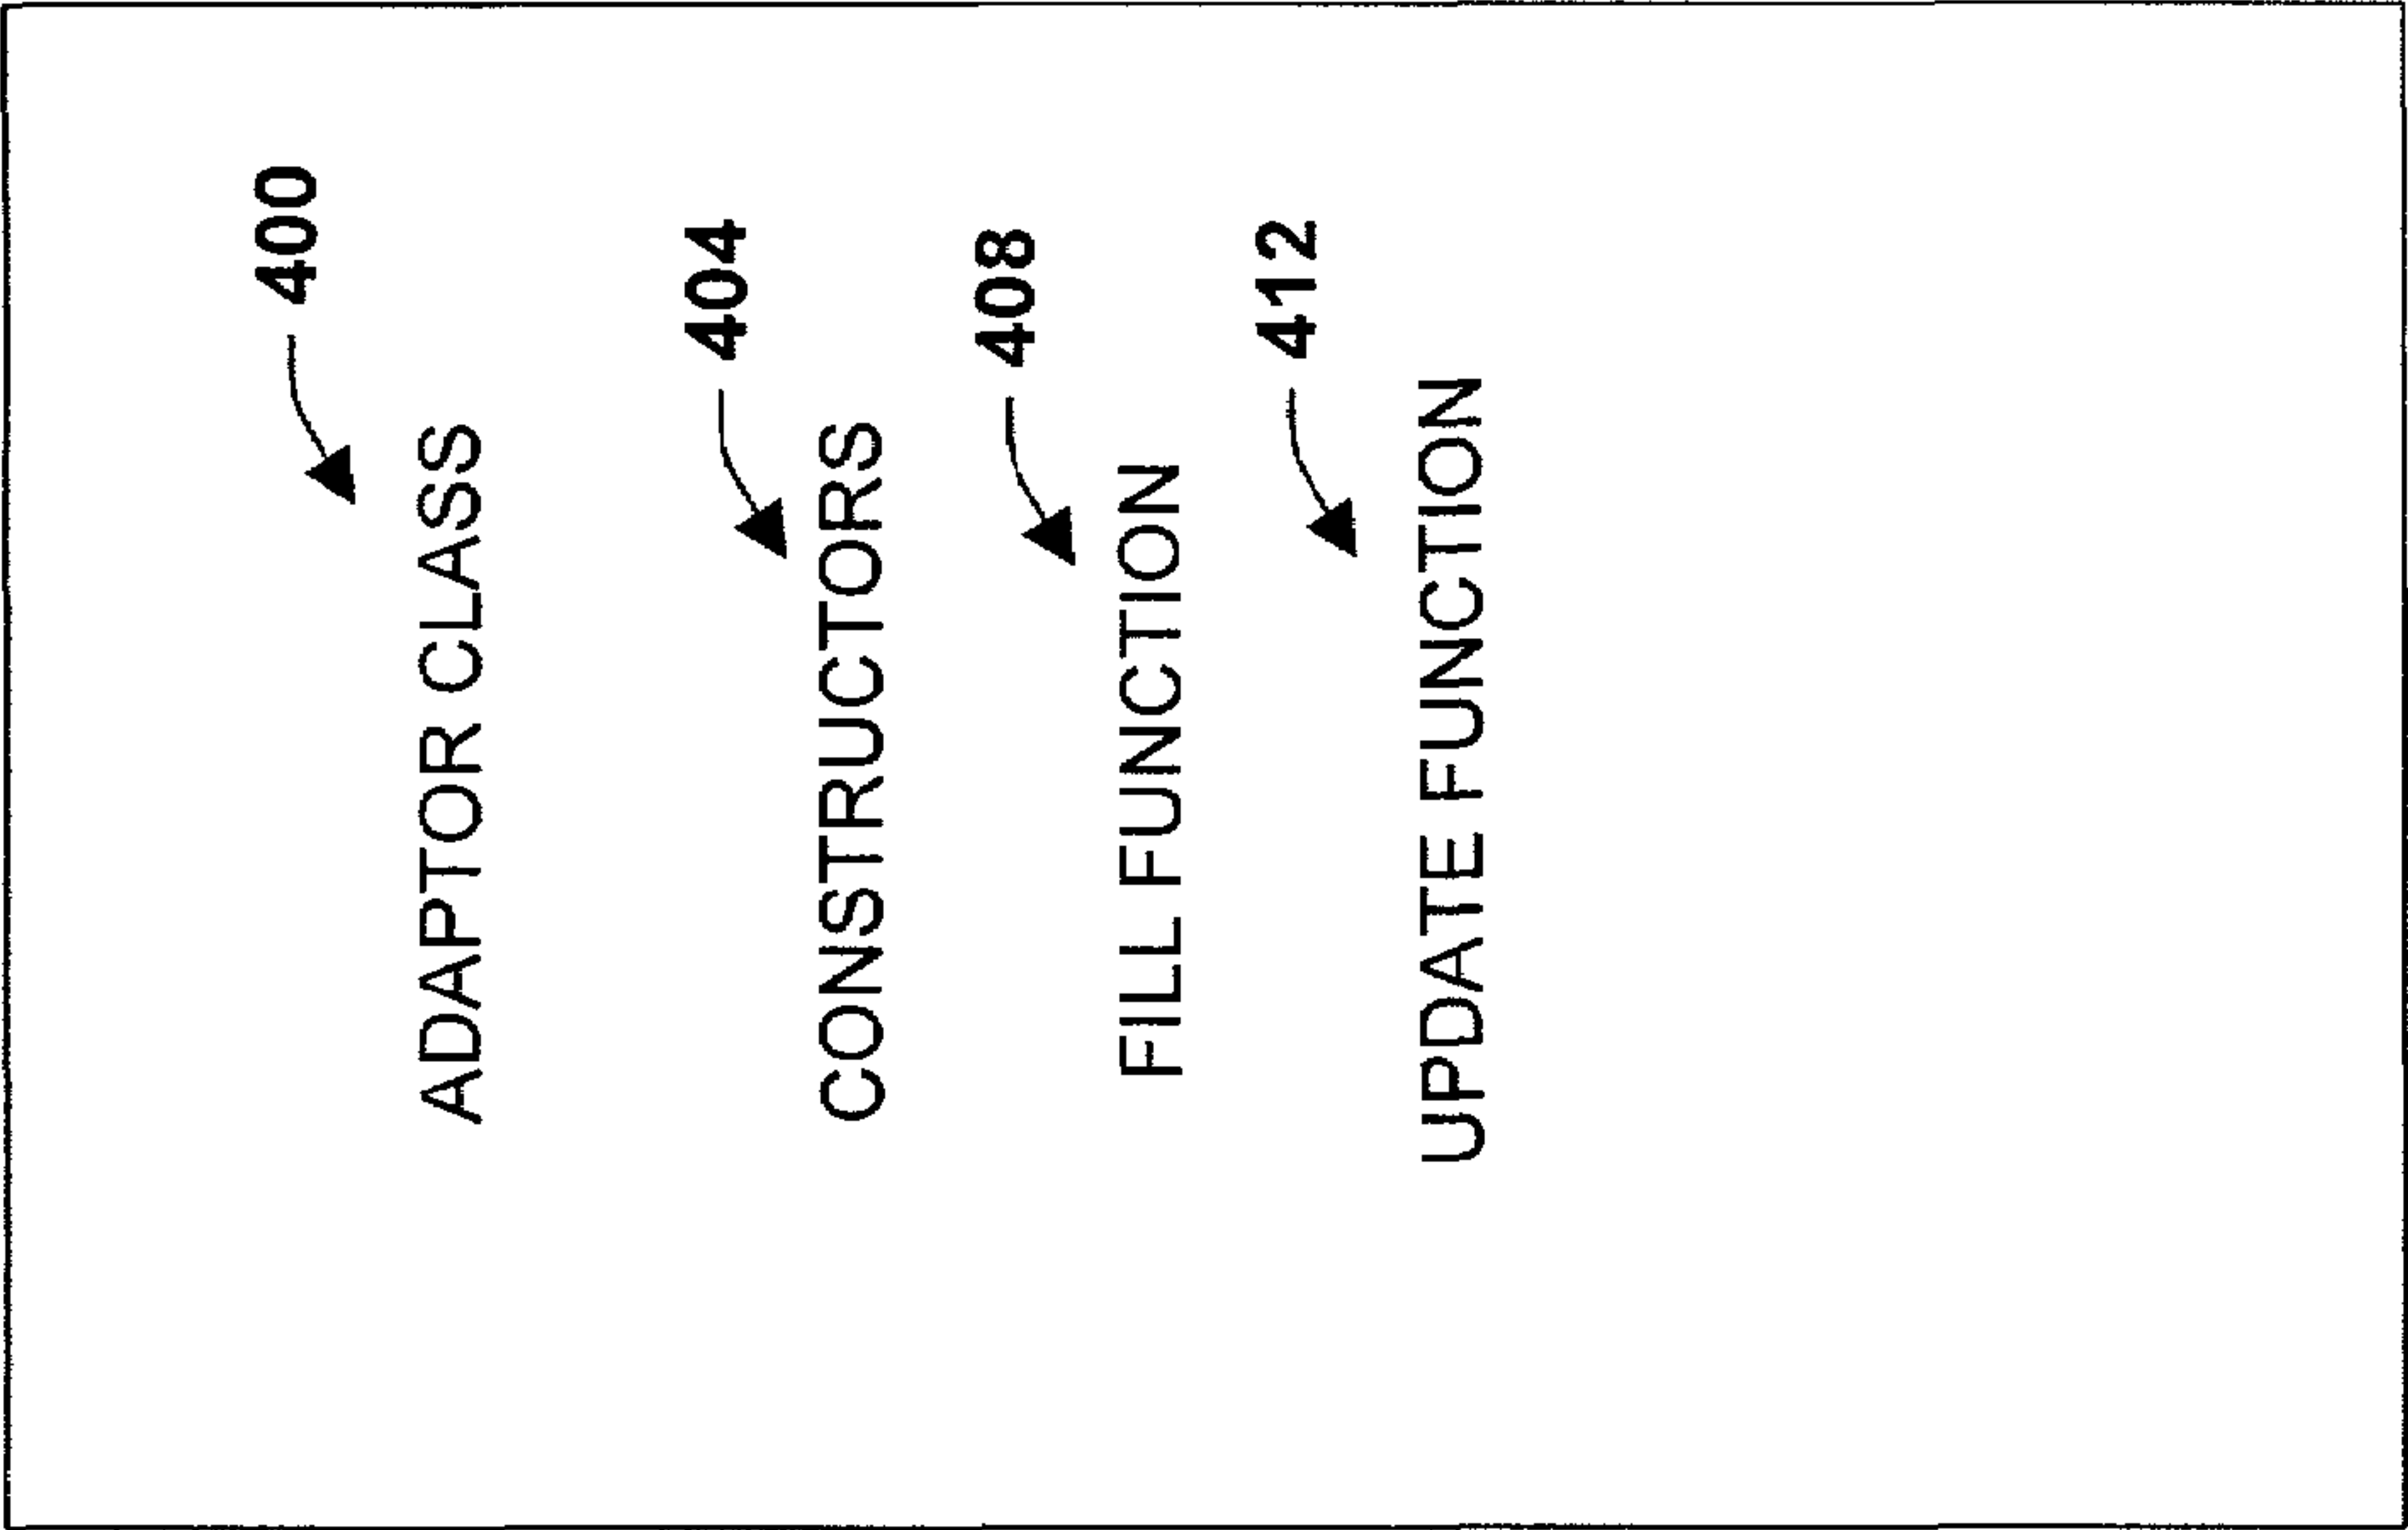 400
ADAPTOR CLASS
404
CONSTRUCTORS
408
FILL FUNCTION
412
UPDATE FUNCTION